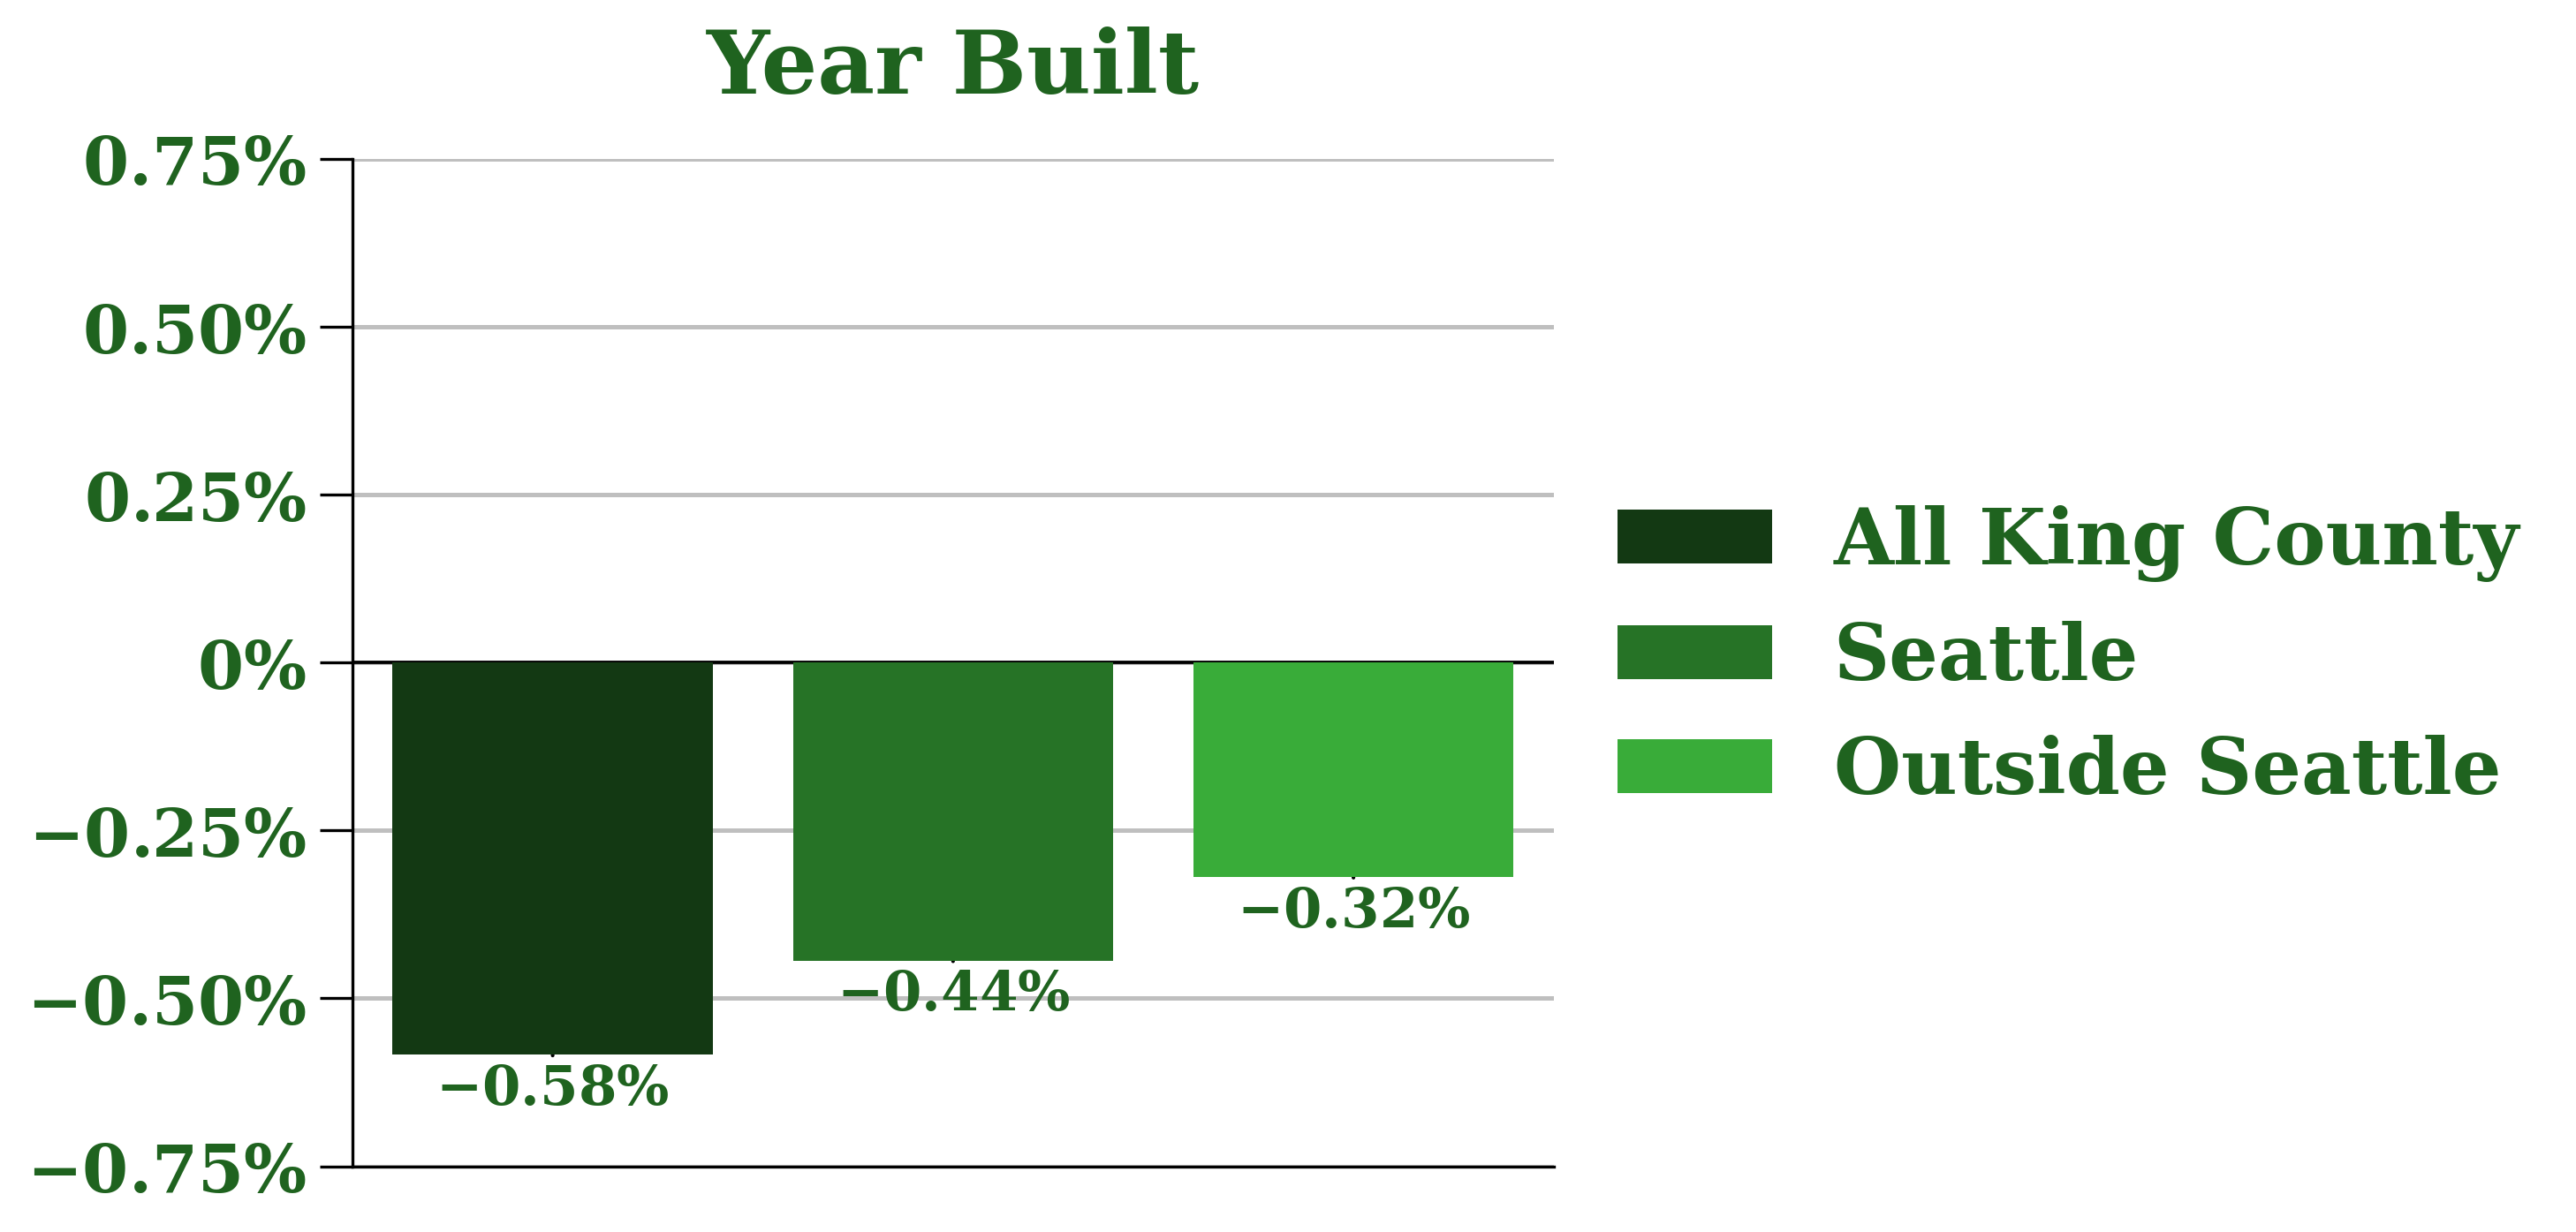 Year Built
0.75%
0.50%
0.25%
0%
−0.25%
−0.50%
−0.75%
−0.58%
−0.44%
−0.32%
All King County
Seattle
Outside Seattle